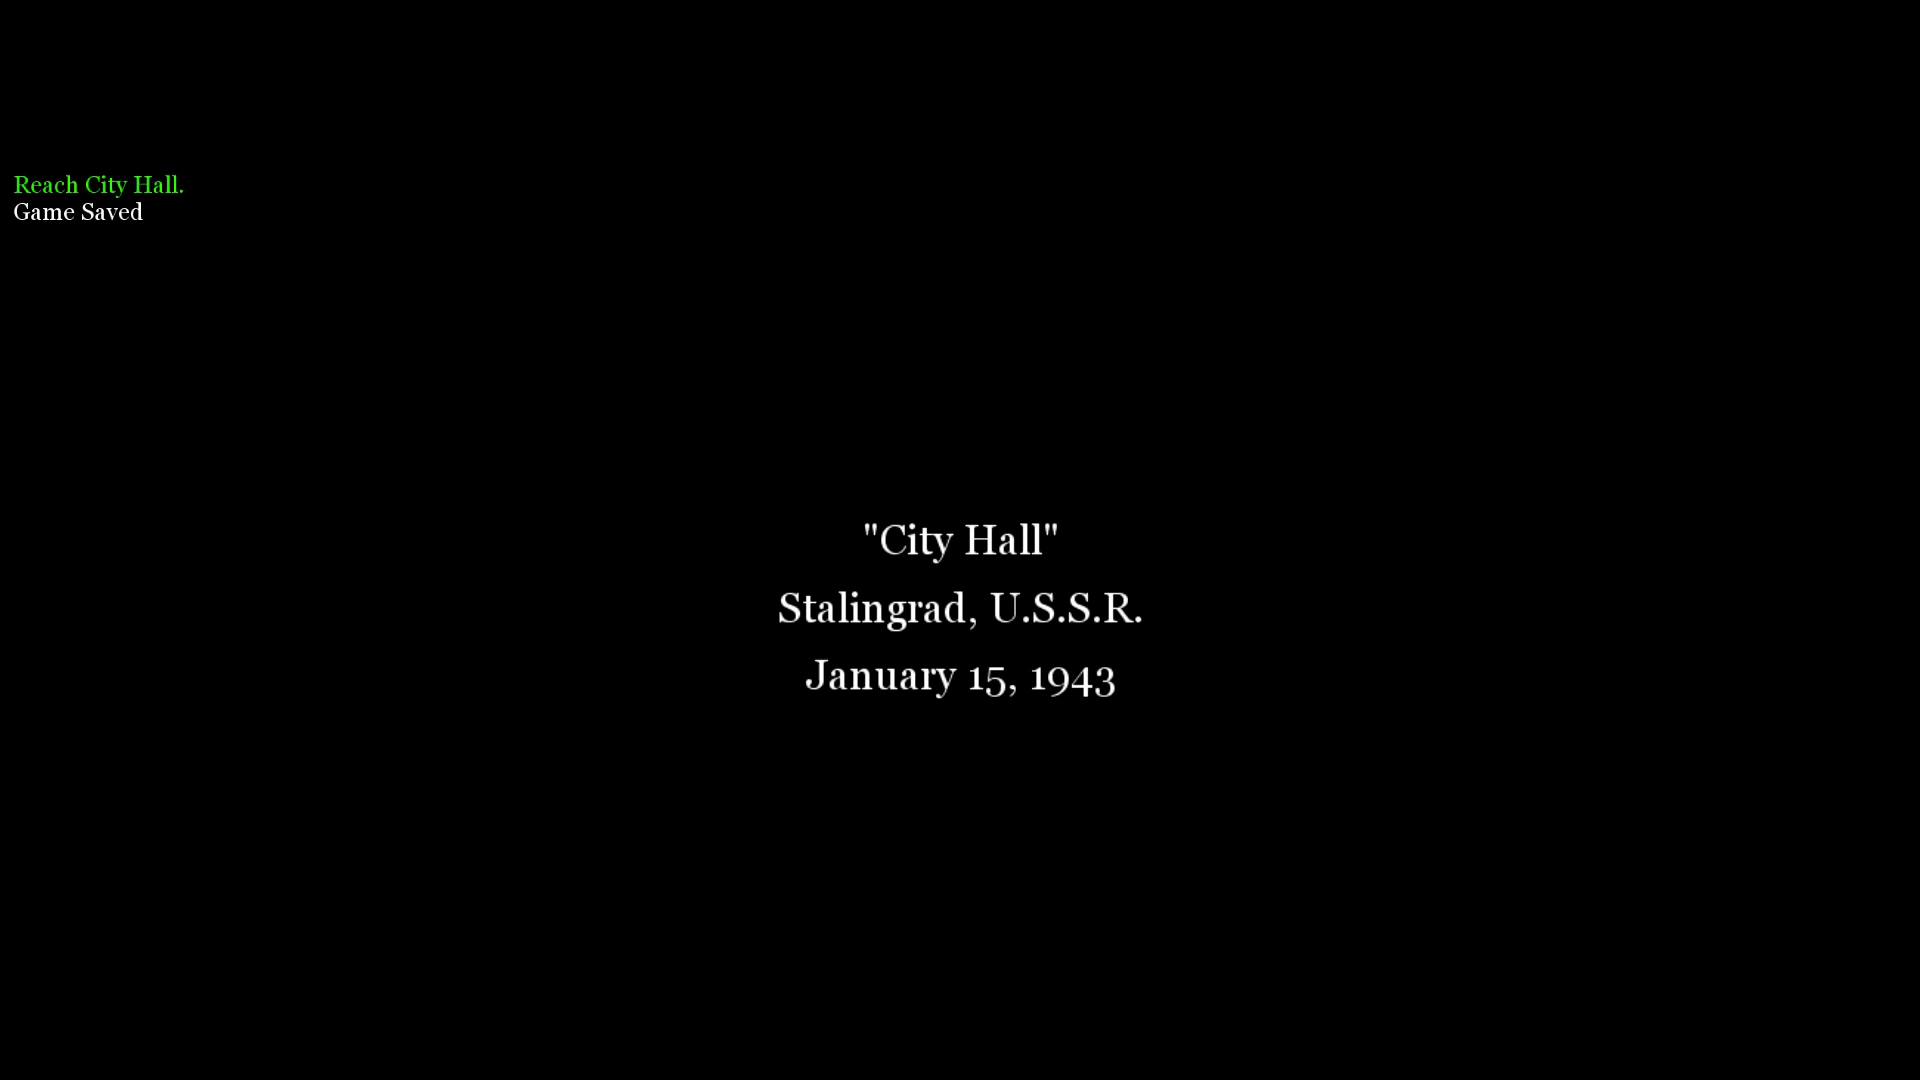 Reach City Hall.
Game Saved
"City Hall"
Stalingrad, U.S.S.R.
January 15, 1943